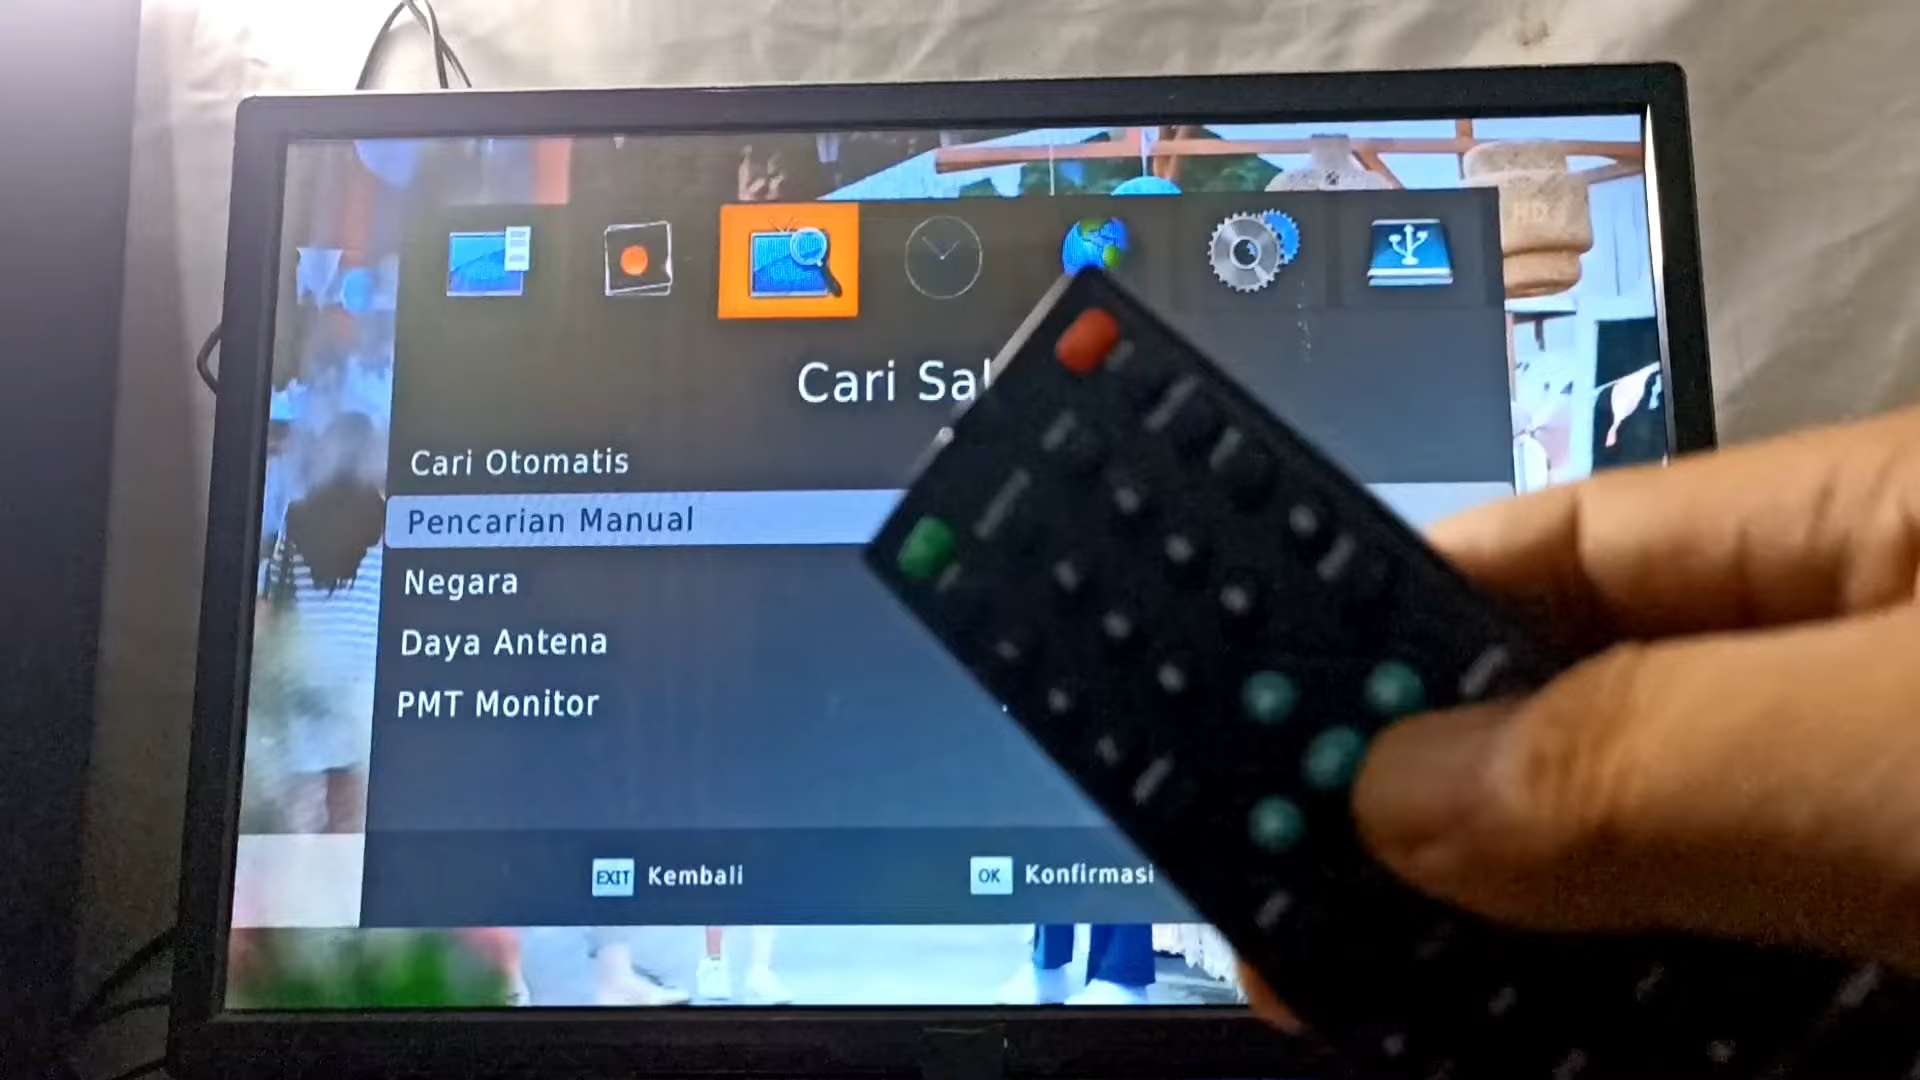 Cari Sal
Cari Otomatis
Pencarian Manual
Negara
Daya Antena
PMT Monitor
EXIT Kembali
OK Konfirmasi